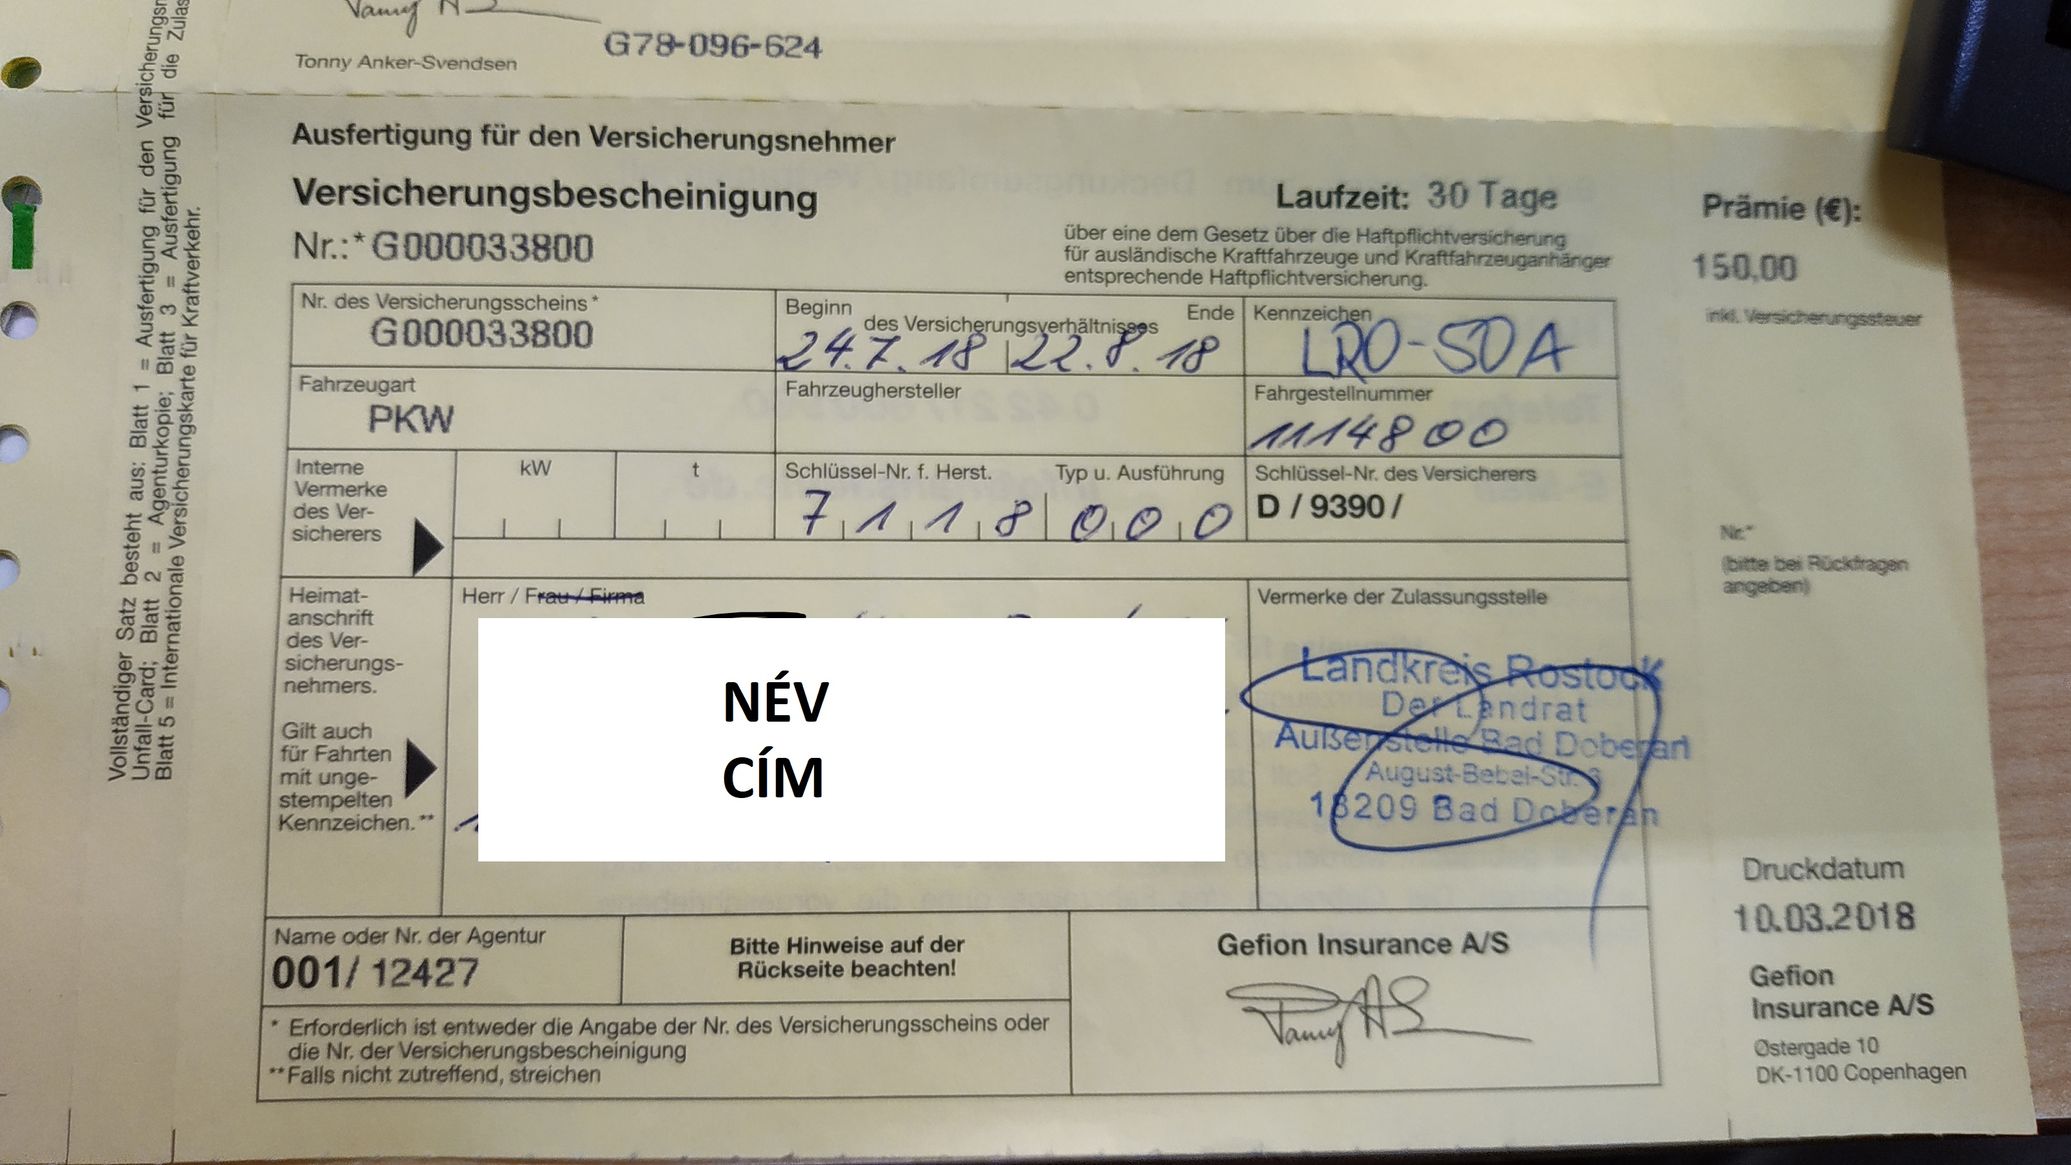 Tonny Anker-Svendsen
G78-096-624
Ausfertigung für den Versicherungsnehmer
Versicherungsbescheinigung
Nr.:* G000033800
Laufzeit: 30 Tage
über eine dem Gesetz über die Haftpflichtversicherung
für ausländische Kraftfahrzeuge und Kraftfahrzeuganhänger
entsprechende Haftpflichtversicherung.
Prämie (€):
150,00
inkl. Versicherungssteuer
Nr. des Versicherungsscheins *
G000033800
Beginn Ende
des Versicherungsverhältnisses
24.7.18 22.8.18
Kennzeichen
LRO-50A
Fahrzeugart
PKW
Fahrzeughersteller
Fahrgestellnummer
1114800
Interne
Vermerke
des Ver-
sicherers
kW
t
Schlüssel-Nr. f. Herst. Typ u. Ausführung
7 1 1 8 0 0 0
Schlüssel-Nr. des Versicherers
D / 9390 /
Nr.*
(bitte bei Rückfragen
angeben)
Heimat-
anschrift
des Ver-
sicherungs-
nehmers.
Gilt auch
für Fahrten
mit unge-
stempelten
Kennzeichen.**
Herr / Frau / Firma
NÉV
CÍM
Vermerke der Zulassungsstelle
Landkreis Rostock
Der Landrat
Außenstelle Bad Doberan
August-Bebel-Str. 3
18209 Bad Doberan
Name oder Nr. der Agentur
001/ 12427
Bitte Hinweise auf der
Rückseite beachten!
Gefion Insurance A/S
* Erforderlich ist entweder die Angabe der Nr. des Versicherungsscheins oder
die Nr. der Versicherungsbescheinigung
** Falls nicht zutreffend, streichen
Druckdatum
10.03.2018
Gefion
Insurance A/S
Østergade 10
DK-1100 Copenhagen
Vollständiger Satz besteht aus: Blatt 1 = Ausfertigung für den
Unfall-Card; Blatt 2 = Agenturkopie; Blatt 3 = Ausfertigung für die
Blatt 5 = Internationale Versicherungskarte für Kraftverkehr.